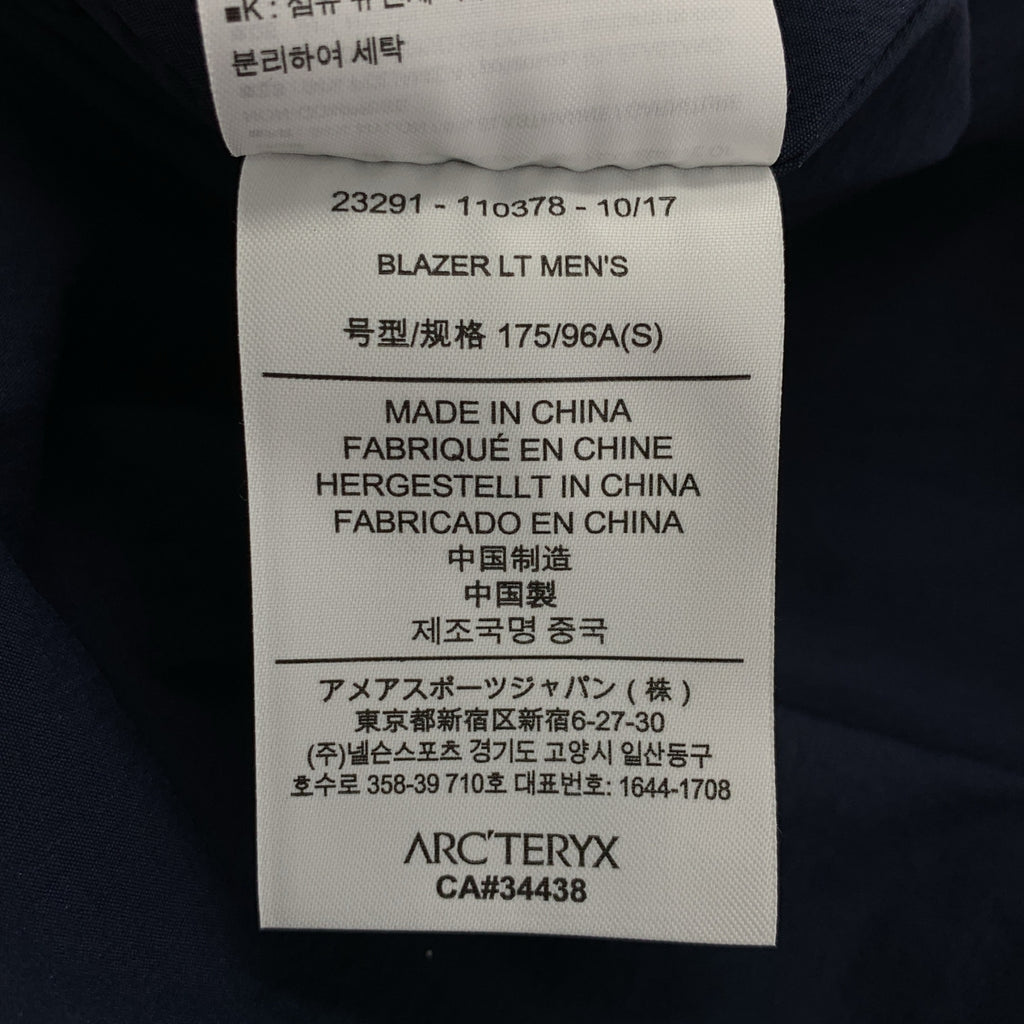 ■K :
분리하여 세탁
23291 - 110378 - 10/17
BLAZER LT MEN'S
号型/规格 175/96A(S)
MADE IN CHINA
FABRIQUÉ EN CHINE
HERGESTELLT IN CHINA
FABRICADO EN CHINA
中国制造
中国製
제조국명 중국
アメアスポーツジャパン ( 株 )
東京都新宿区新宿6-27-30
(주)넬슨스포츠 경기도 고양시 일산동구
호수로 358-39 710호 대표번호: 1644-1708
ARC'TERYX
CA#34438